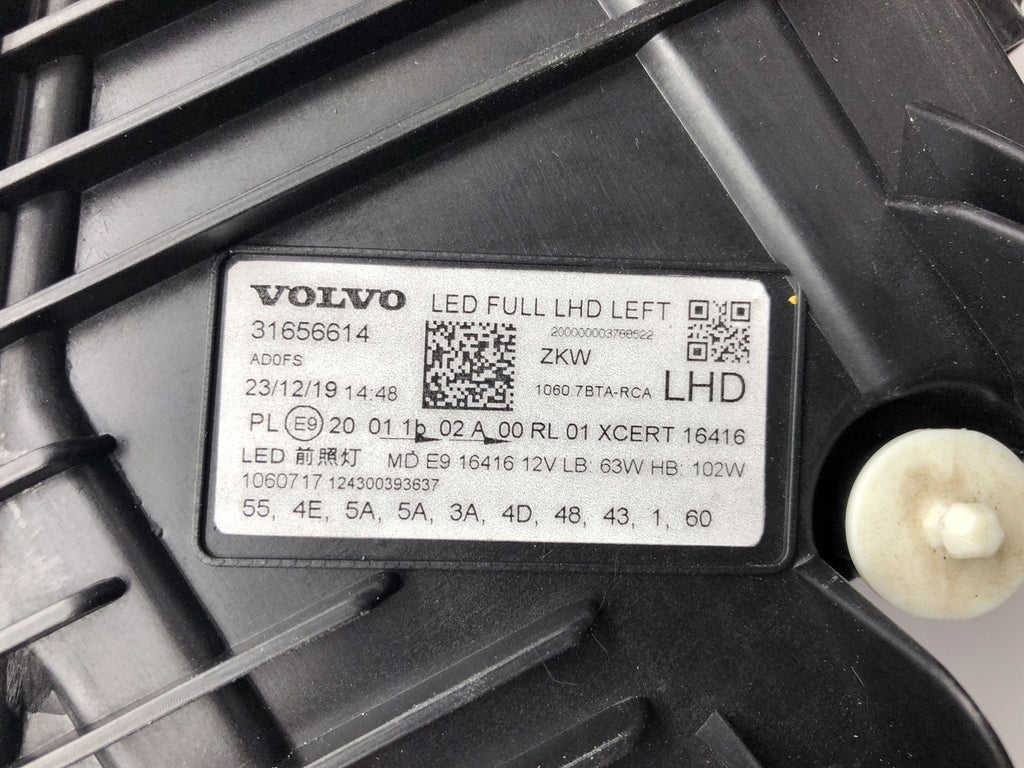 VOLVO LED FULL LHD LEFT
31656614
200000003788522
AD0FS
ZKW
23/12/19 14:48
1060.7BTA-RCA LHD
PL E9 20 01 1b 02 A 00 RL 01 XCERT 16416
LED 前照灯 MD E9 16416 12V LB: 63W HB: 102W
1060717 124300393637
55, 4E, 5A, 5A, 3A, 4D, 48, 43, 1, 60